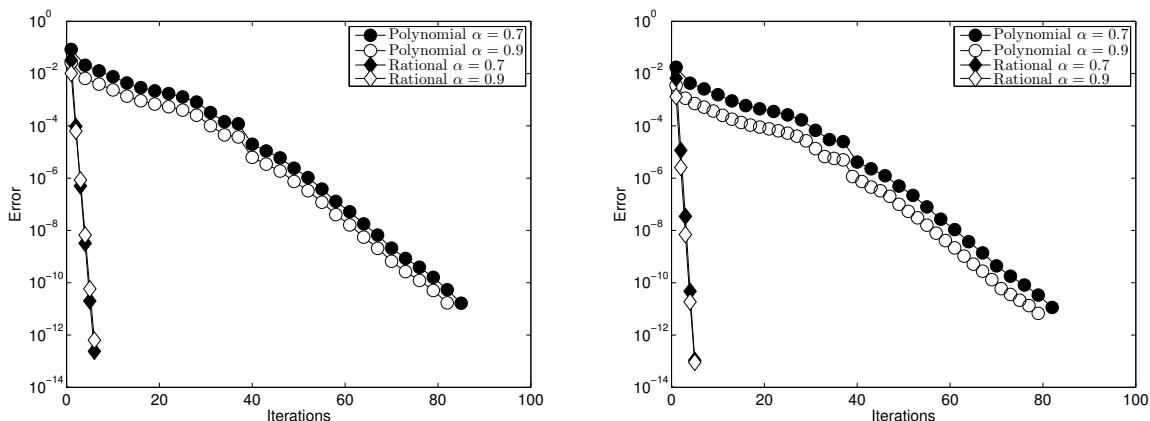 10^0
10^-2
10^-4
10^-6
10^-8
10^-10
10^-12
10^-14
Error
0 20 40 60 80 100
Iterations
Polynomial α = 0.7
Polynomial α = 0.9
Rational α = 0.7
Rational α = 0.9
10^0
10^-2
10^-4
10^-6
10^-8
10^-10
10^-12
10^-14
Error
0 20 40 60 80 100
Iterations
Polynomial α = 0.7
Polynomial α = 0.9
Rational α = 0.7
Rational α = 0.9